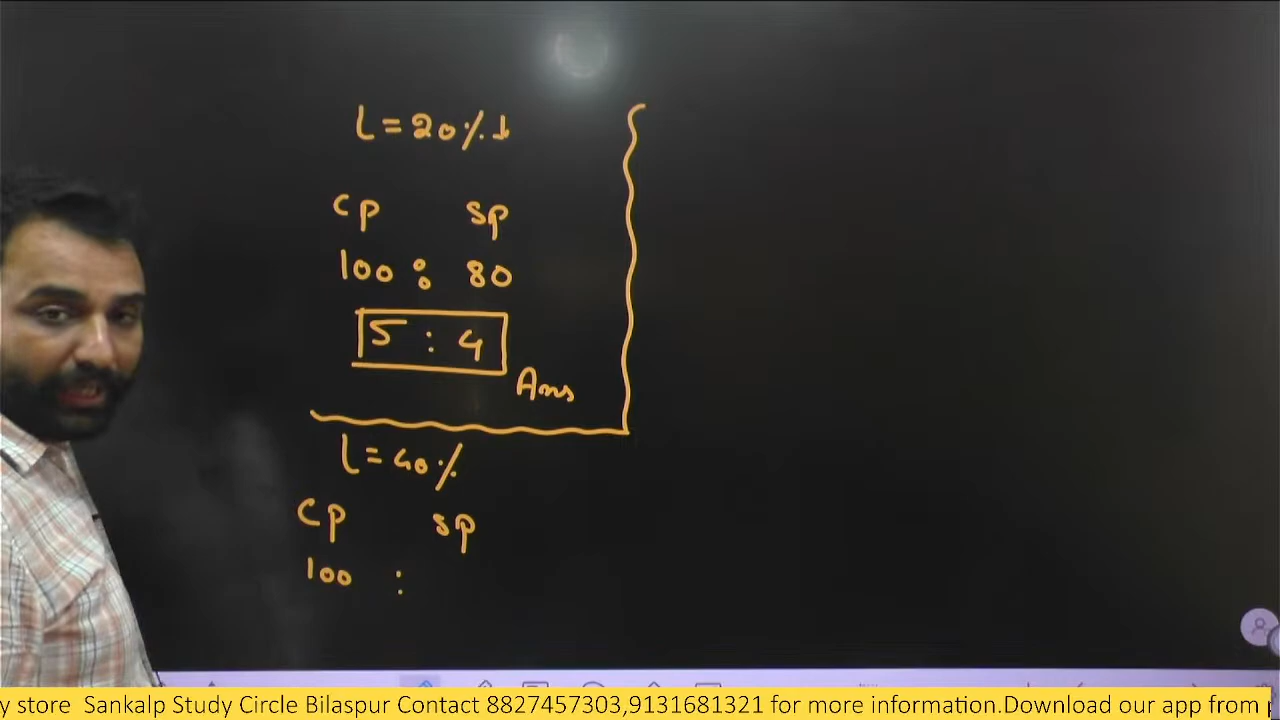 L = 20% ↓
CP SP
100 : 80
5 : 4
Ans
L = 40%
CP SP
100 :
y store Sankalp Study Circle Bilaspur Contact 8827457303,9131681321 for more information.Download our app from